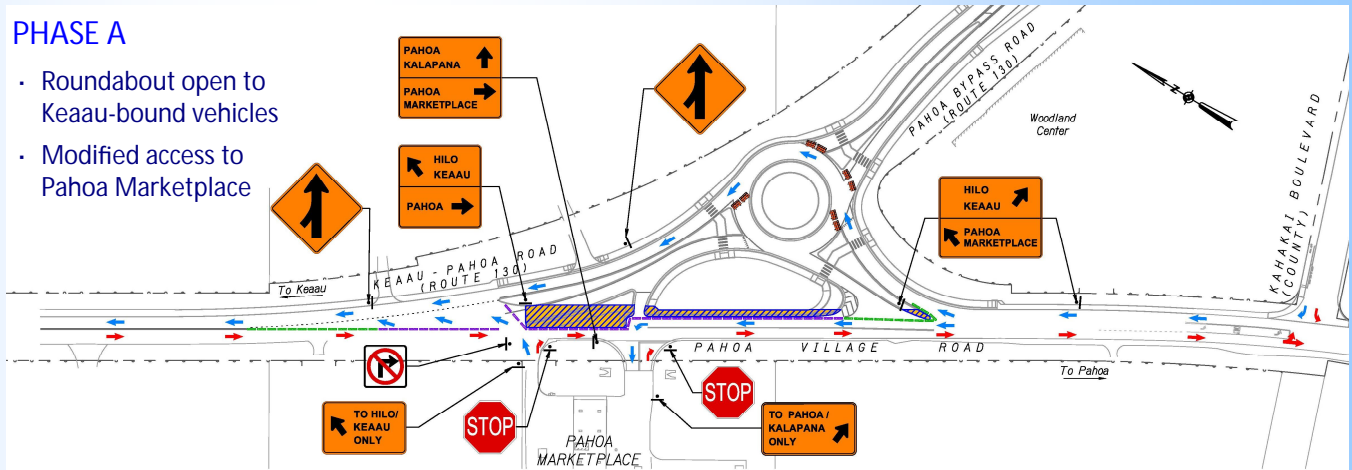 PHASE A
· Roundabout open to
Keaau-bound vehicles
· Modified access to
Pahoa Marketplace
PAHOA
KALAPANA
PAHOA
MARKETPLACE
HILO
KEAAU
PAHOA
PAHOA BYPASS ROAD
(ROUTE 130)
Woodland
Center
N
KAHAKAI BOULEVARD
(COUNTY)
HILO
KEAAU
PAHOA
MARKETPLACE
KEAAU - PAHOA ROAD
(ROUTE 130)
To Keaau
PAHOA VILLAGE ROAD
To Pahoa
TO HILO/
KEAAU
ONLY
STOP
PAHOA
MARKETPLACE
STOP
TO PAHOA /
KALAPANA
ONLY